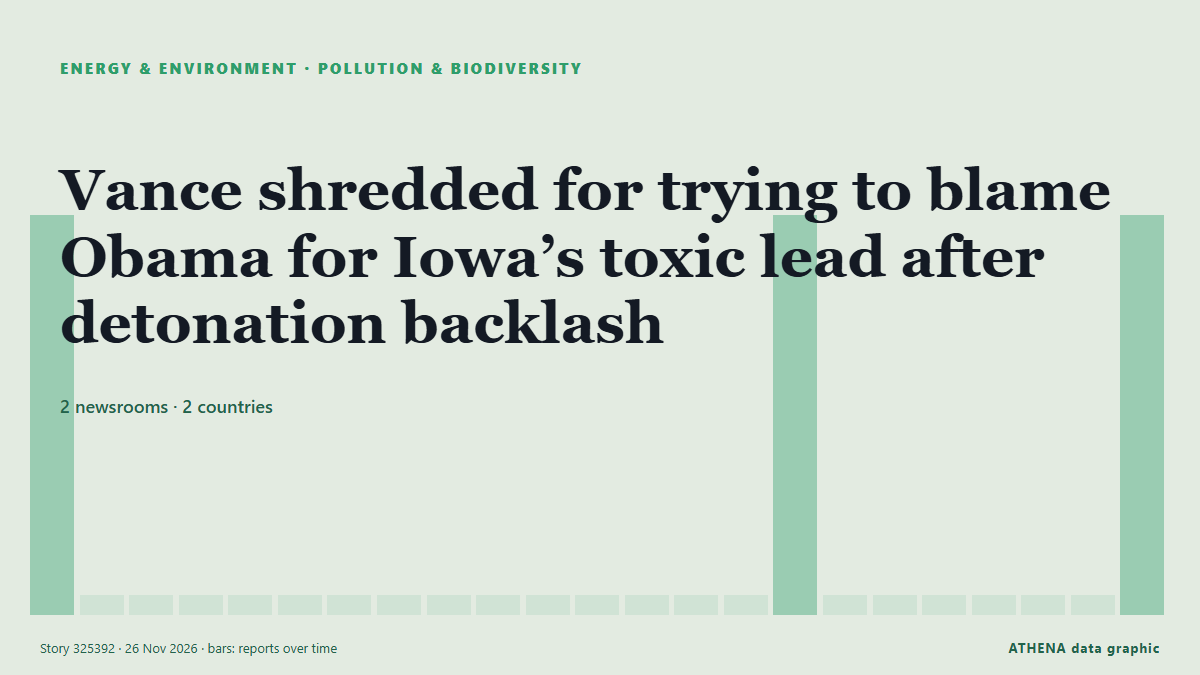 ENERGY & ENVIRONMENT · POLLUTION & BIODIVERSITY
Vance shredded for trying to blame
Obama for Iowa’s toxic lead after
detonation backlash
2 newsrooms · 2 countries
Story 325392 · 26 Nov 2026 · bars: reports over time
ATHENA data graphic